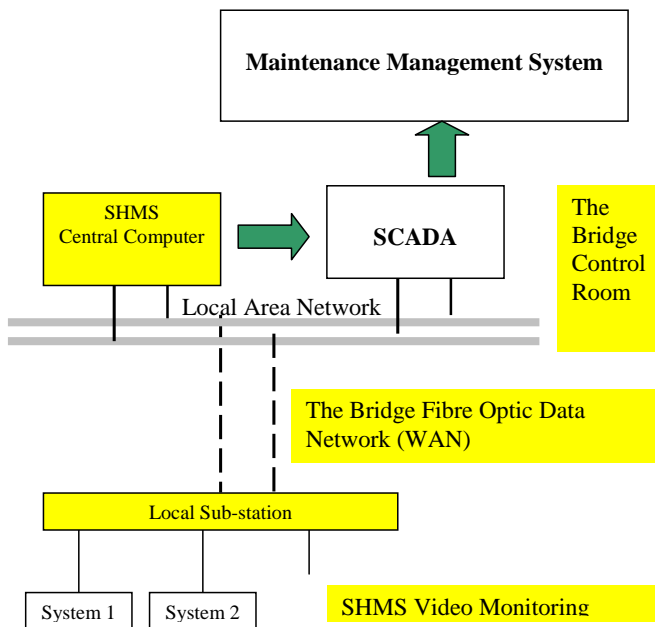 Maintenance Management System
SHMS
Central Computer
SCADA
The
Bridge
Control
Room
Local Area Network
The Bridge Fibre Optic Data
Network (WAN)
Local Sub-station
System 1
System 2
SHMS Video Monitoring